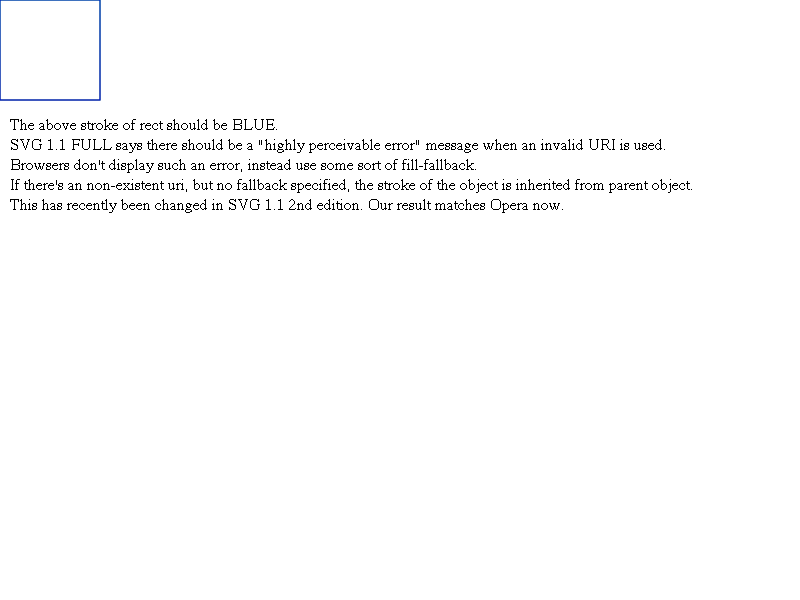 The above stroke of rect should be BLUE.
SVG 1.1 FULL says there should be a "highly perceivable error" message when an invalid URI is used.
Browsers don't display such an error, instead use some sort of fill-fallback.
If there's an non-existent uri, but no fallback specified, the stroke of the object is inherited from parent object.
This has recently been changed in SVG 1.1 2nd edition. Our result matches Opera now.